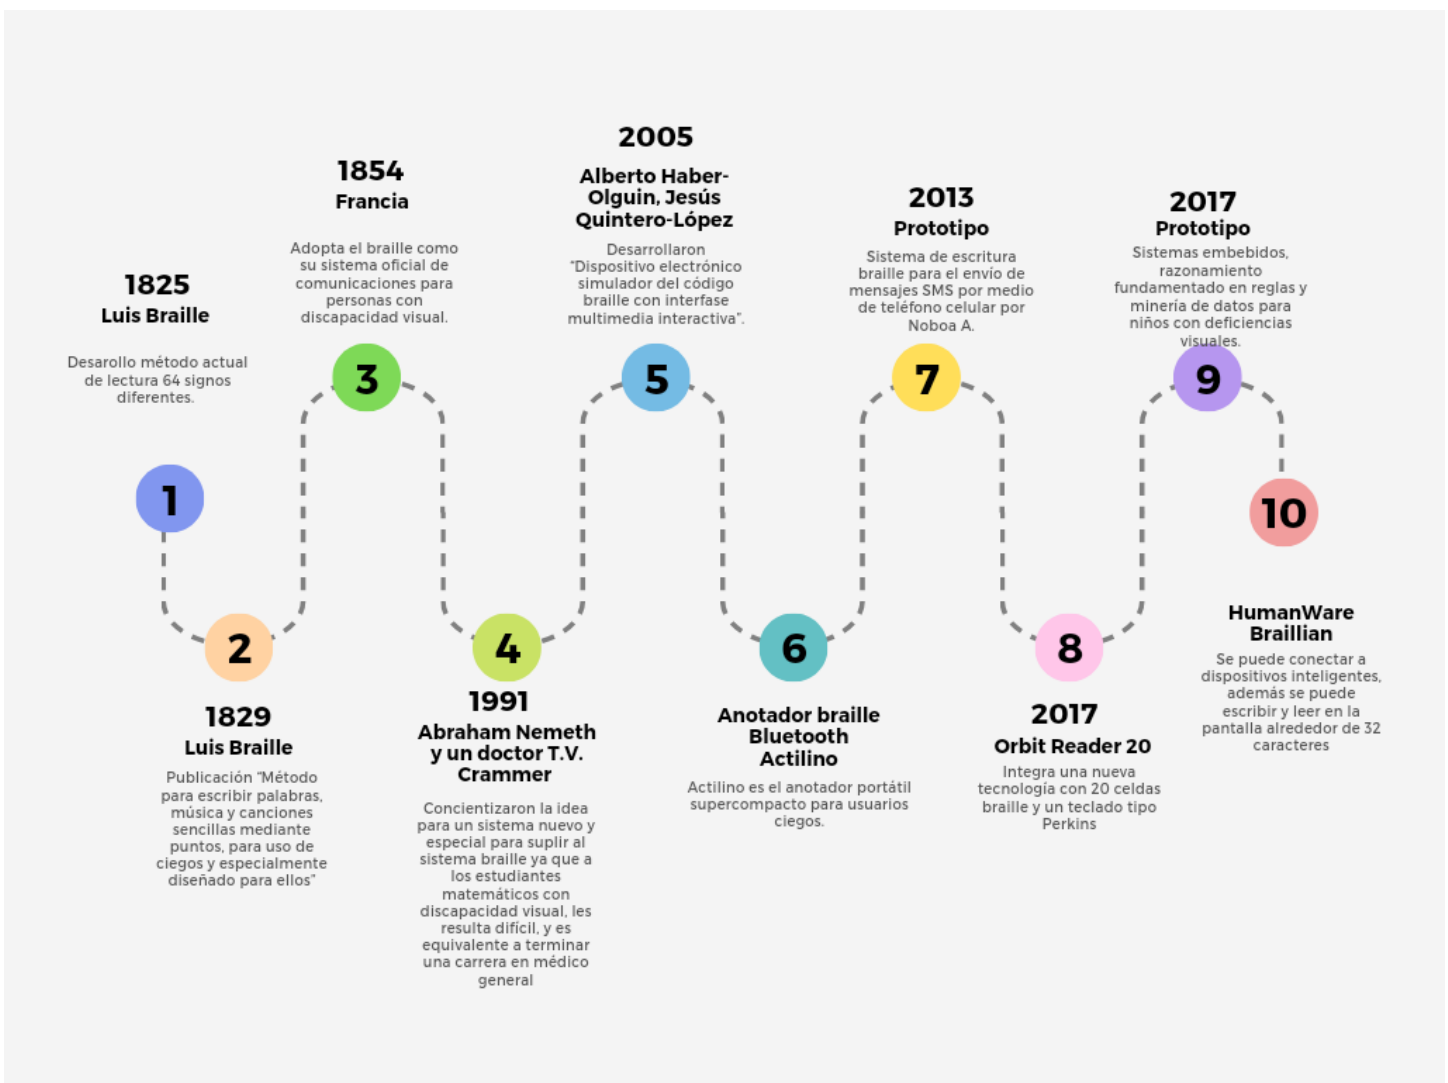 1825
Luis Braille
Desarollo método actual
de lectura 64 signos
diferentes.
1
2
1829
Luis Braille
Publicación “Método
para escribir palabras,
música y canciones
sencillas mediante
puntos, para uso de
ciegos y especialmente
diseñado para ellos”
1854
Francia
Adopta el braille como
su sistema oficial de
comunicaciones para
personas con
discapacidad visual.
3
4
1991
Abraham Nemeth
y un doctor T.V.
Crammer
Concientizaron la idea
para un sistema nuevo y
especial para suplir al
sistema braille ya que a
los estudiantes
matemáticos con
discapacidad visual, les
resulta difícil, y es
equivalente a terminar
una carrera en médico
general
2005
Alberto Haber-
Olguin, Jesús
Quintero-López
Desarrollaron
“Dispositivo electrónico
simulador del código
braille con interfase
multimedia interactiva”.
5
6
Anotador braille
Bluetooth
Actilino
Actilino es el anotador portátil
supercompacto para usuarios
ciegos.
2013
Prototipo
Sistema de escritura
braille para el envío de
mensajes SMS por medio
de teléfono celular por
Noboa A.
7
8
2017
Orbit Reader 20
Integra una nueva
tecnología con 20 celdas
braille y un teclado tipo
Perkins
2017
Prototipo
Sistemas embebidos,
razonamiento
fundamentado en reglas y
minería de datos para
niños con deficiencias
visuales.
9
10
HumanWare
Braillian
Se puede conectar a
dispositivos inteligentes,
además se puede
escribir y leer en la
pantalla alrededor de 32
caracteres